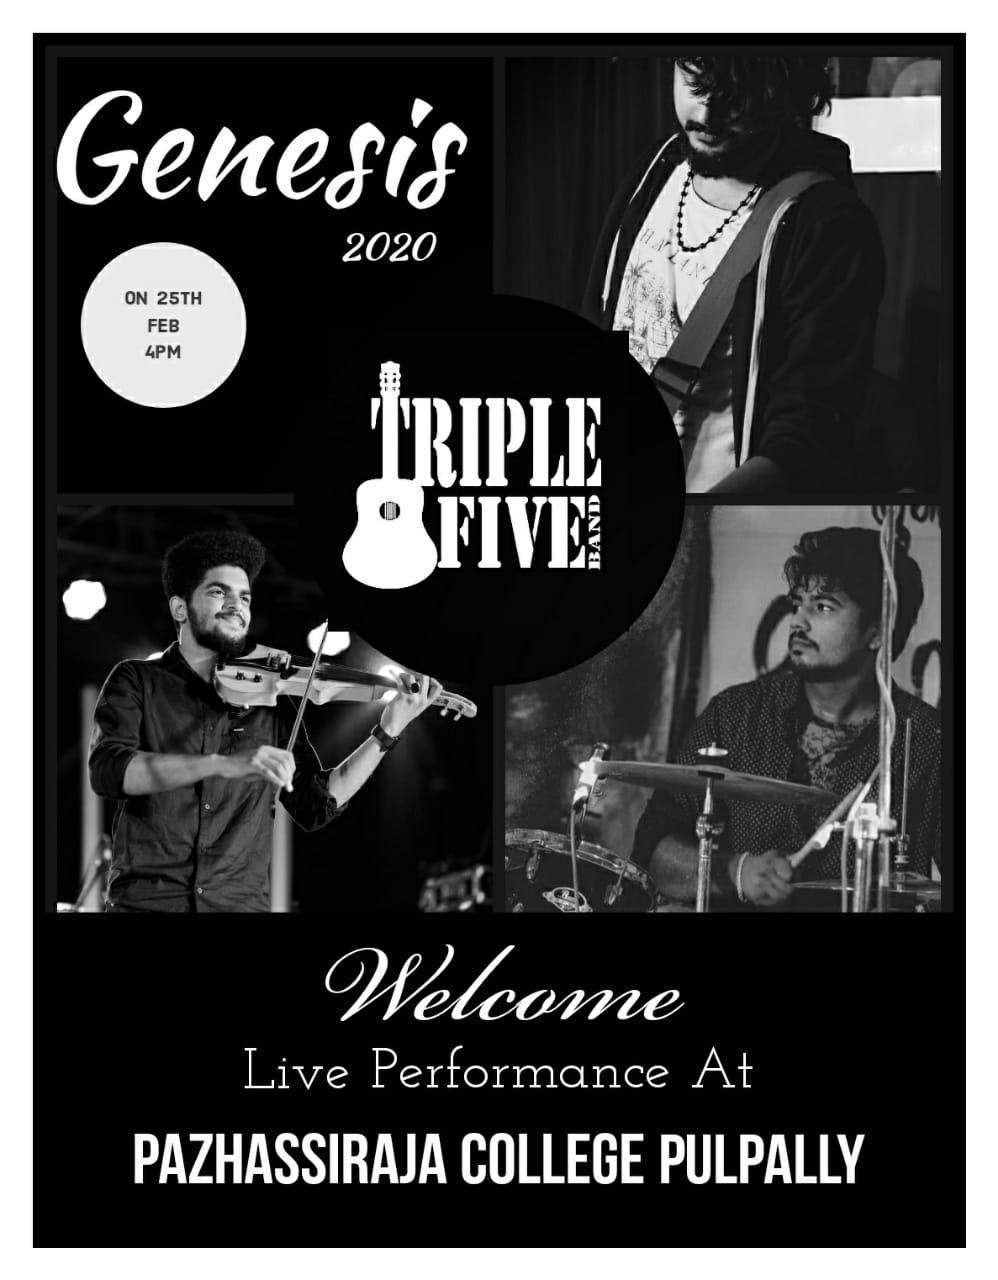 Genesis
2020
ON 25TH
FEB
4PM
TRIPLE
FIVE
BAND
Welcome
Live Performance At
PAZHASSIRAJA COLLEGE PULPALLY